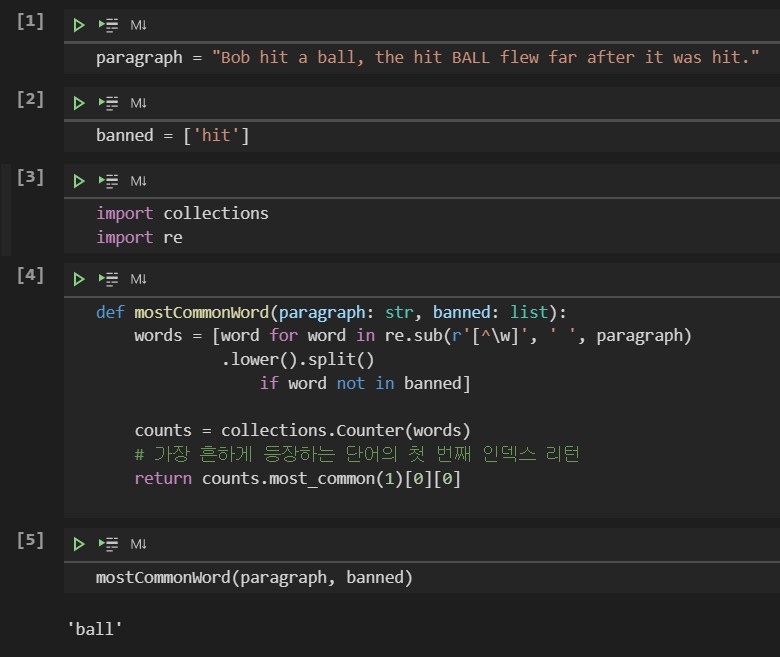 [1]
M↓
paragraph = "Bob hit a ball, the hit BALL flew far after it was hit."
[2]
M↓
banned = ['hit']
[3]
M↓
import collections
import re
[4]
M↓
def mostCommonWord(paragraph: str, banned: list):
    words = [word for word in re.sub(r'[^\w]', ' ', paragraph)
             .lower().split()
                 if word not in banned]
    counts = collections.Counter(words)
    # 가장 흔하게 등장하는 단어의 첫 번째 인덱스 리턴
    return counts.most_common(1)[0][0]
[5]
M↓
mostCommonWord(paragraph, banned)
'ball'